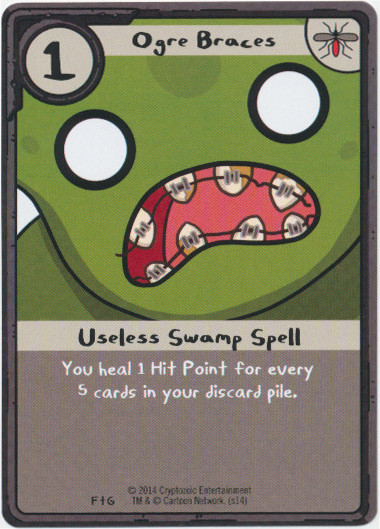 1
Ogre Braces
Useless Swamp Spell
You heal 1 Hit Point for every
5 cards in your discard pile.
© 2014 Cryptozoic Entertainment
FtG TM & © Cartoon Network. (s14)